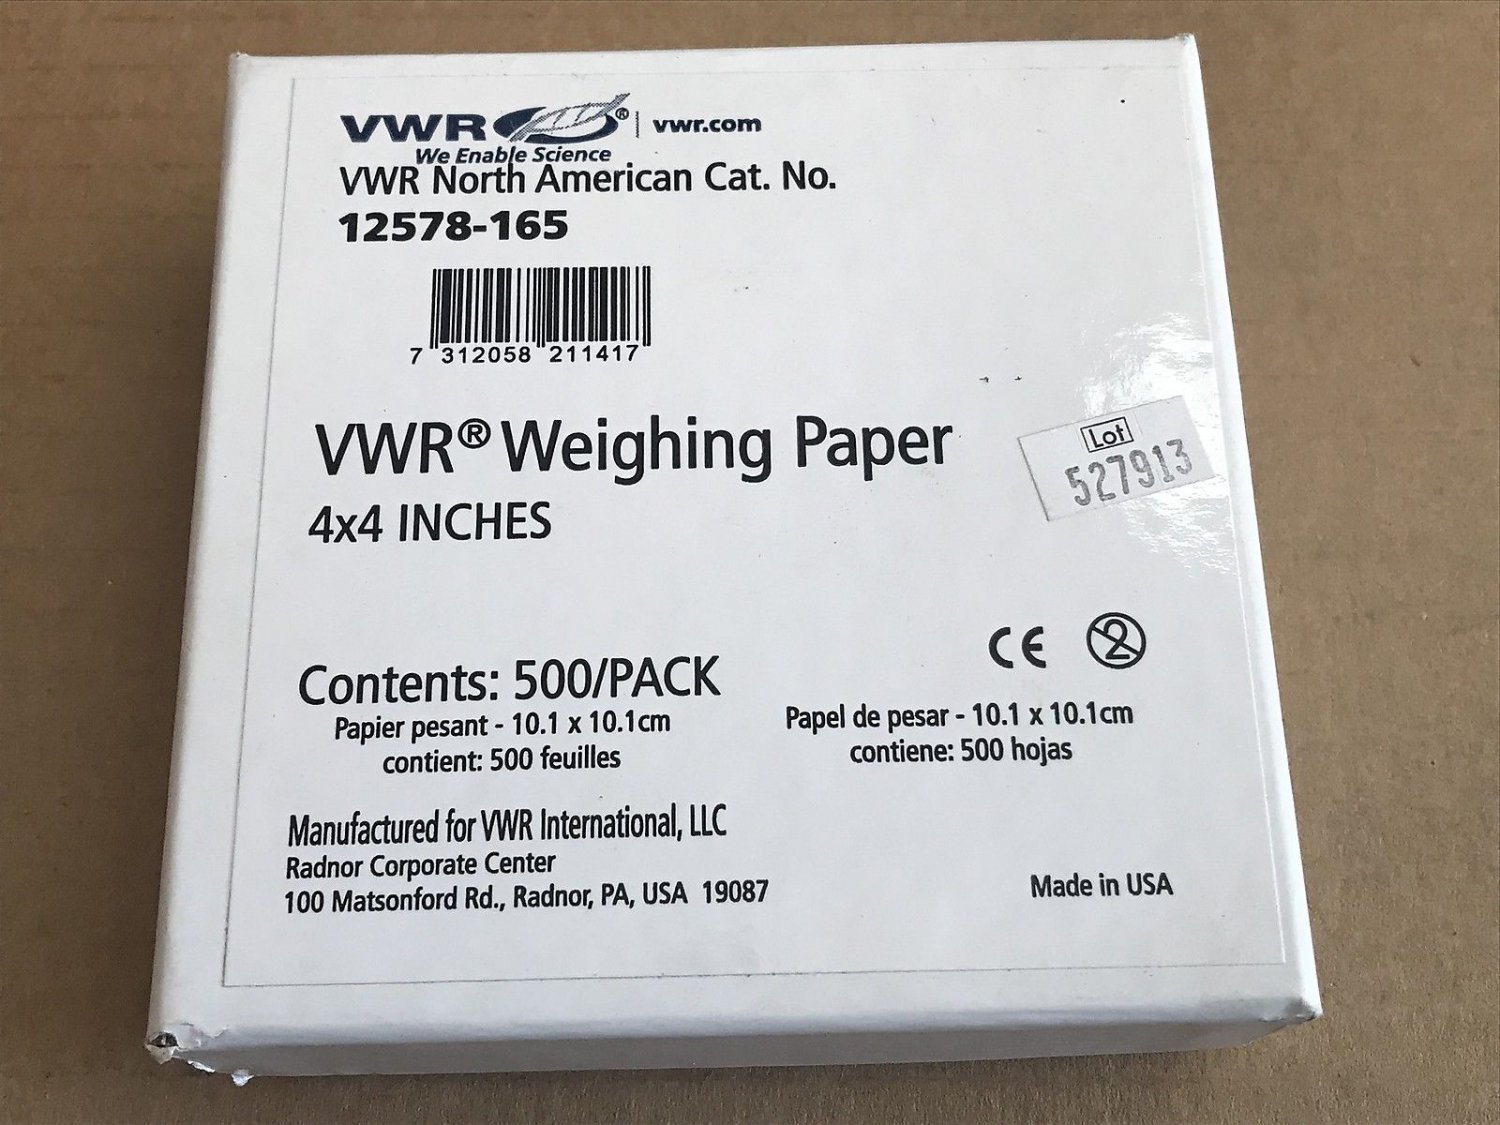 VWR® | vwr.com
We Enable Science
VWR North American Cat. No.
12578-165
7 312058 211417
VWR® Weighing Paper
4x4 INCHES
Lot
527913
CE 2
Contents: 500/PACK
Papier pesant - 10.1 x 10.1cm
contient: 500 feuilles
Papel de pesar - 10.1 x 10.1cm
contiene: 500 hojas
Manufactured for VWR International, LLC
Radnor Corporate Center
100 Matsonford Rd., Radnor, PA, USA 19087
Made in USA